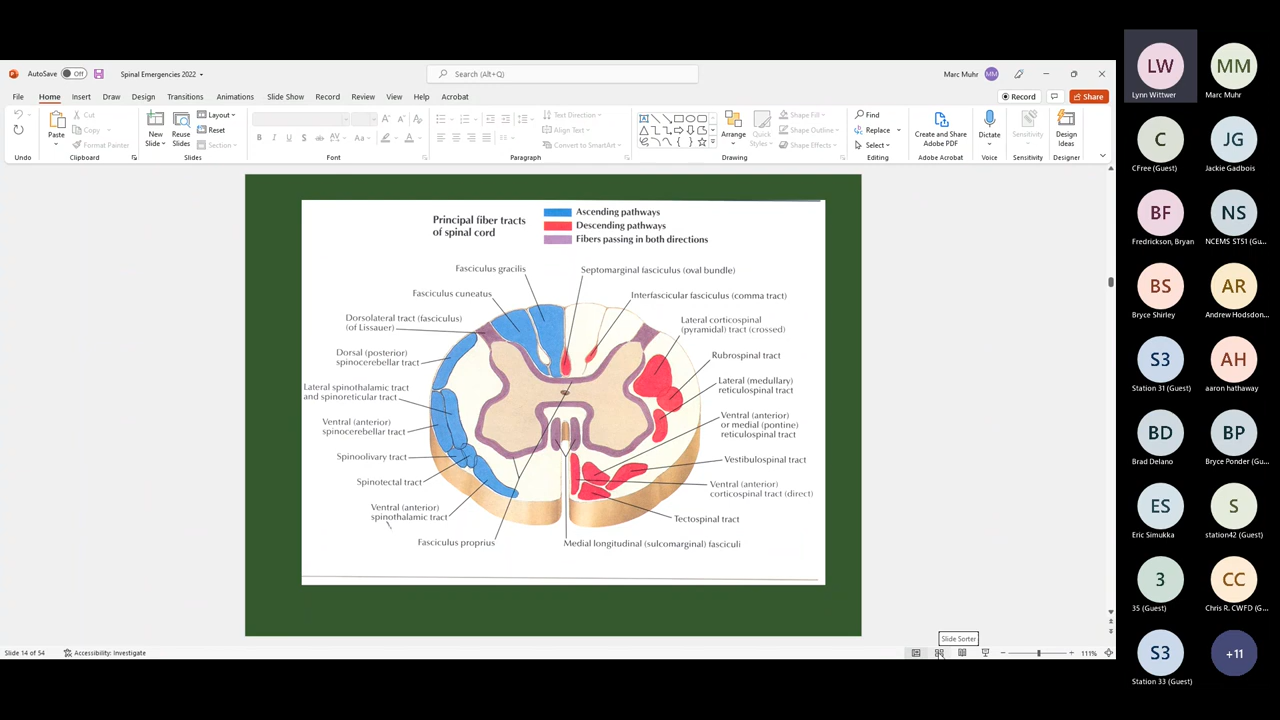 AutoSave Off Spinal Emergencies 2022 Search (Alt+Q) Marc Muhr MM
File Home Insert Draw Design Transitions Animations Slide Show Record Review View Help Acrobat Record Share
Paste Cut Copy Format Painter
New Slide Reuse Slides Layout Reset Section
Text Direction Align Text Convert to SmartArt
Arrange Quick Styles Shape Fill Shape Outline Shape Effects
Find Replace Select
Create and Share Adobe PDF Dictate Sensitivity Design Ideas
Undo Clipboard Slides Font Paragraph Drawing Editing Adobe Acrobat Voice Sensitivity Designer
Principal fiber tracts
of spinal cord
Ascending pathways
Descending pathways
Fibers passing in both directions
Fasciculus gracilis
Fasciculus cuneatus
Dorsolateral tract (fasciculus)
(of Lissauer)
Dorsal (posterior)
spinocerebellar tract
Lateral spinothalamic tract
and spinoreticular tract
Ventral (anterior)
spinocerebellar tract
Spinoolivary tract
Spinotectal tract
Ventral (anterior)
spinothalamic tract
Fasciculus proprius
Septomarginal fasciculus (oval bundle)
Interfascicular fasciculus (comma tract)
Lateral corticospinal
(pyramidal) tract (crossed)
Rubrospinal tract
Lateral (medullary)
reticulospinal tract
Ventral (anterior)
or medial (pontine)
reticulospinal tract
Vestibulospinal tract
Ventral (anterior)
corticospinal tract (direct)
Tectospinal tract
Medial longitudinal (sulcomarginal) fasciculi
Slide Sorter
Slide 14 of 54 Accessibility: Investigate 111%
LW MM
Lynn Wittwer Marc Muhr
C JG
CFree (Guest) Jackie Gadbois
BF NS
Fredrickson, Bryan NCEMS ST51 (Gu...
BS AR
Bryce Shirley Andrew Hodsdon...
S3 AH
Station 31 (Guest) aaron hathaway
BD BP
Brad Delano Bryce Ponder (Gu...
ES S
Eric Simukka station42 (Guest)
3 CC
35 (Guest) Chris R. CWFD (G...
S3 +11
Station 33 (Guest)